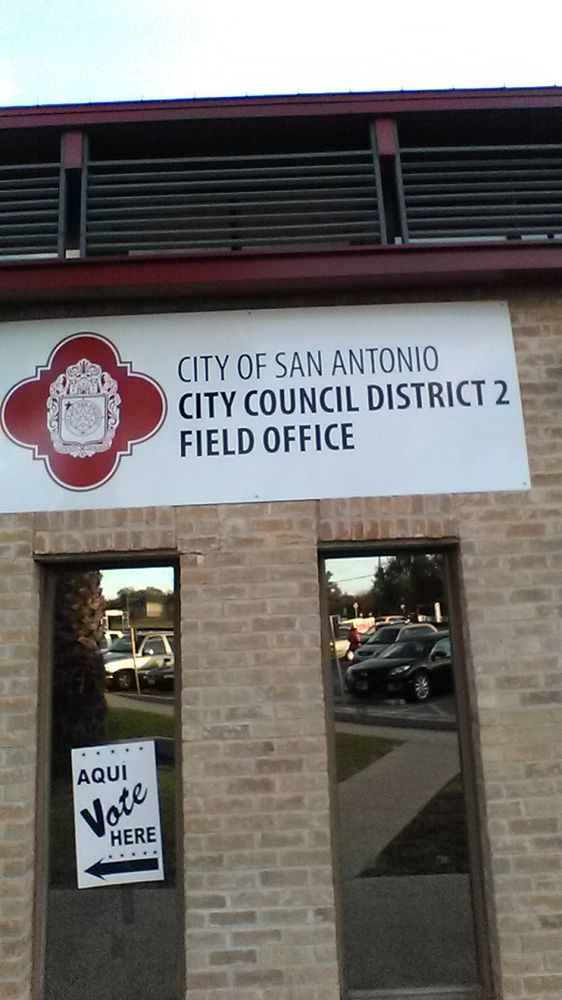 CITY OF SAN ANTONIO
CITY COUNCIL DISTRICT 2
FIELD OFFICE
AQUI
Vote
HERE